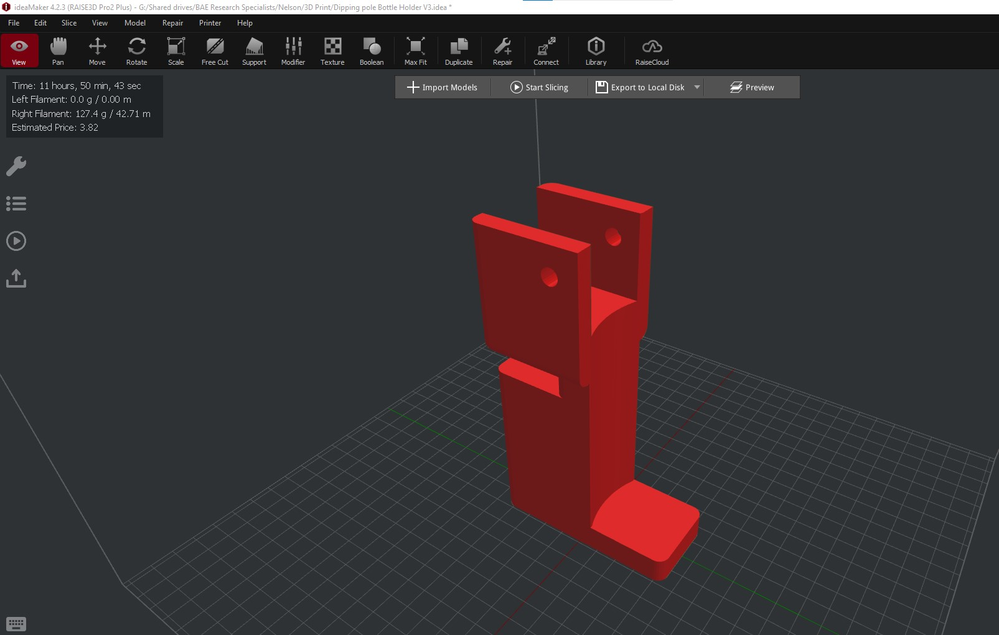 ideaMaker 4.2.3 (RAISE3D Pro2 Plus) - G:/Shared drives/BAE Research Specialists/Nelson/3D Print/Dipping pole Bottle Holder V3.idea *
File Edit Slice View Model Repair Printer Help
View Pan Move Rotate Scale Free Cut Support Modifier Texture Boolean Max Fit Duplicate Repair Connect Library RaiseCloud
Time: 11 hours, 50 min, 43 sec
Left Filament: 0.0 g / 0.00 m
Right Filament: 127.4 g / 42.71 m
Estimated Price: 3.82
Import Models Start Slicing Export to Local Disk Preview